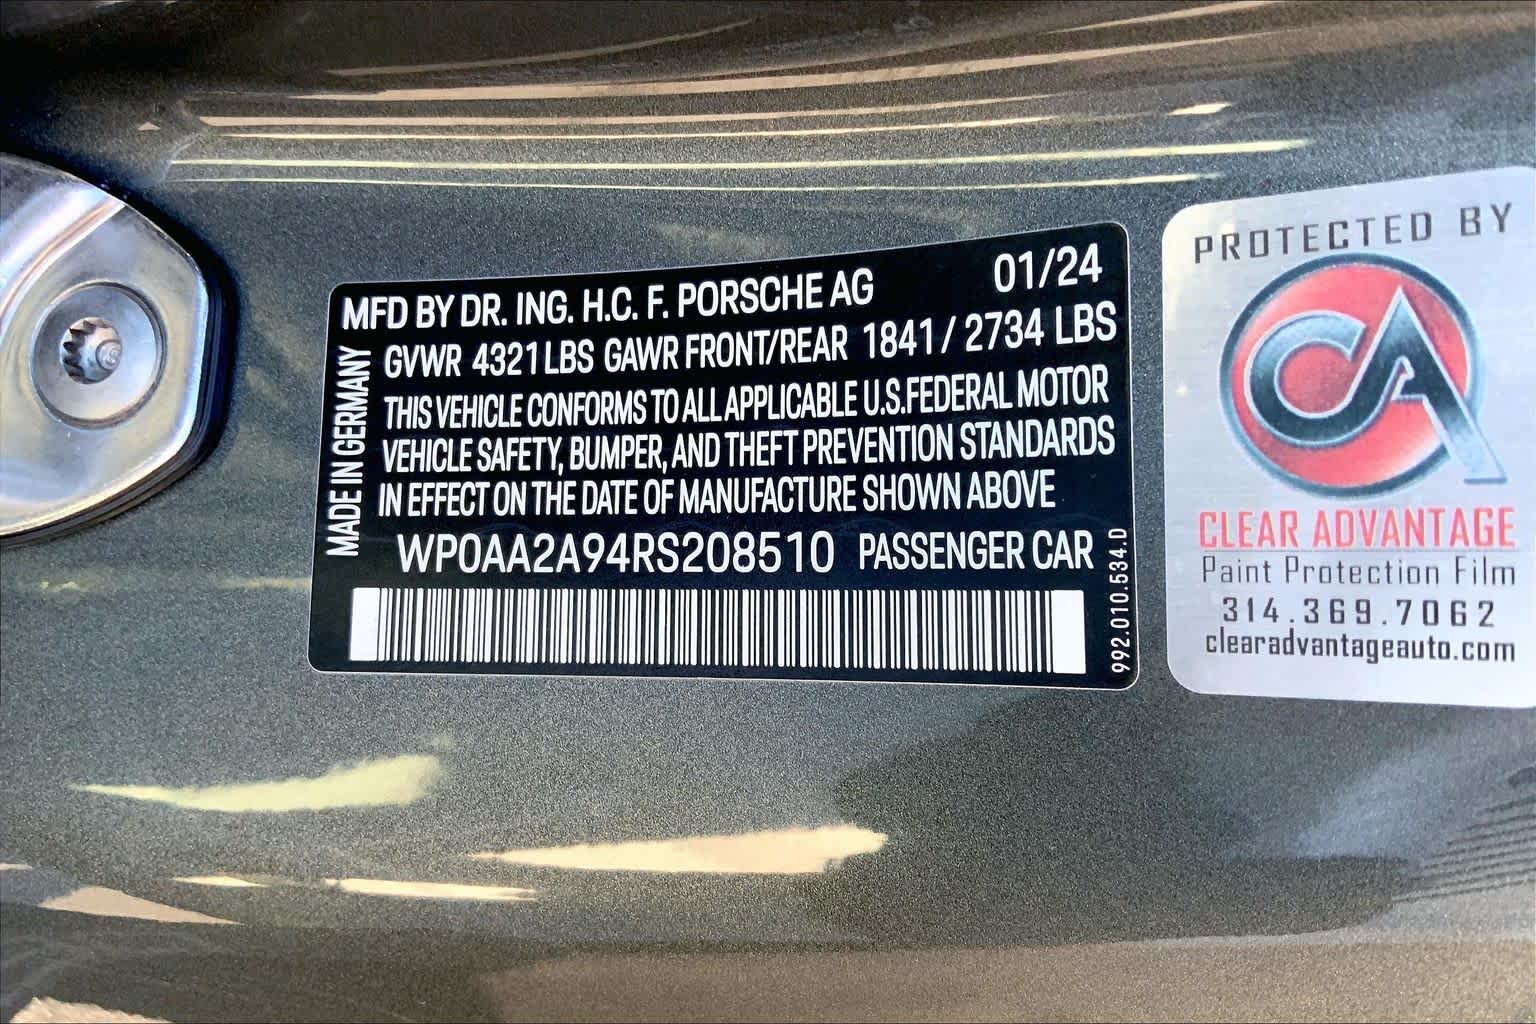 MFD BY DR. ING. H.C. F. PORSCHE AG 01/24
GVWR 4321 LBS GAWR FRONT/REAR 1841 / 2734 LBS
THIS VEHICLE CONFORMS TO ALL APPLICABLE U.S.FEDERAL MOTOR
VEHICLE SAFETY, BUMPER, AND THEFT PREVENTION STANDARDS
IN EFFECT ON THE DATE OF MANUFACTURE SHOWN ABOVE
WP0AA2A94RS208510 PASSENGER CAR
MADE IN GERMANY
992.010.534.D
PROTECTED BY
CA
CLEAR ADVANTAGE
Paint Protection Film
314.369.7062
clearadvantageauto.com